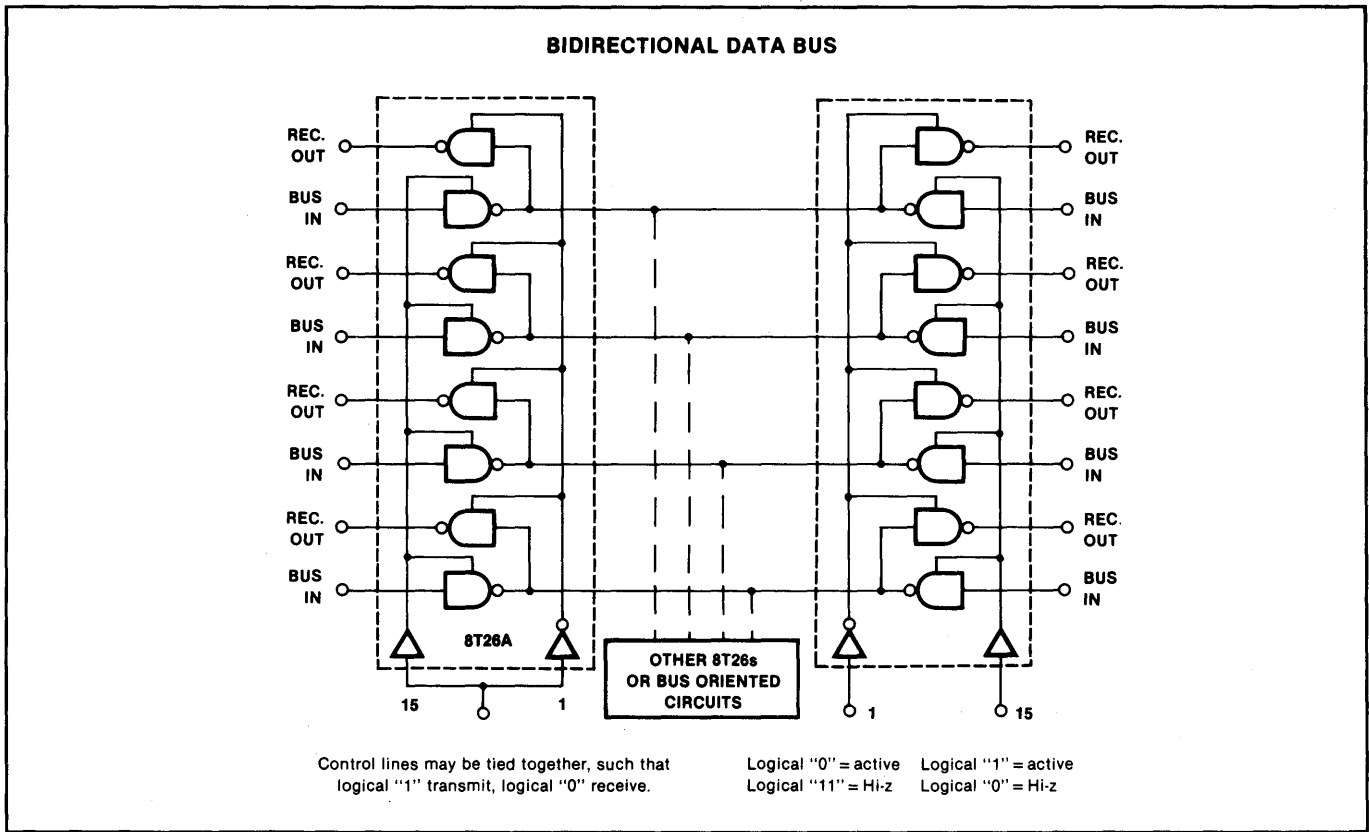 BIDIRECTIONAL DATA BUS
REC.
OUT
BUS
IN
REC.
OUT
BUS
IN
REC.
OUT
BUS
IN
REC.
OUT
BUS
IN
REC.
OUT
BUS
IN
REC.
OUT
BUS
IN
REC.
OUT
BUS
IN
REC.
OUT
BUS
IN
8T26A
15
1
OTHER 8T26s
OR BUS ORIENTED
CIRCUITS
1
15
Control lines may be tied together, such that
logical "1" transmit, logical "0" receive.
Logical "0" = active Logical "1" = active
Logical "11" = Hi-z Logical "0" = Hi-z